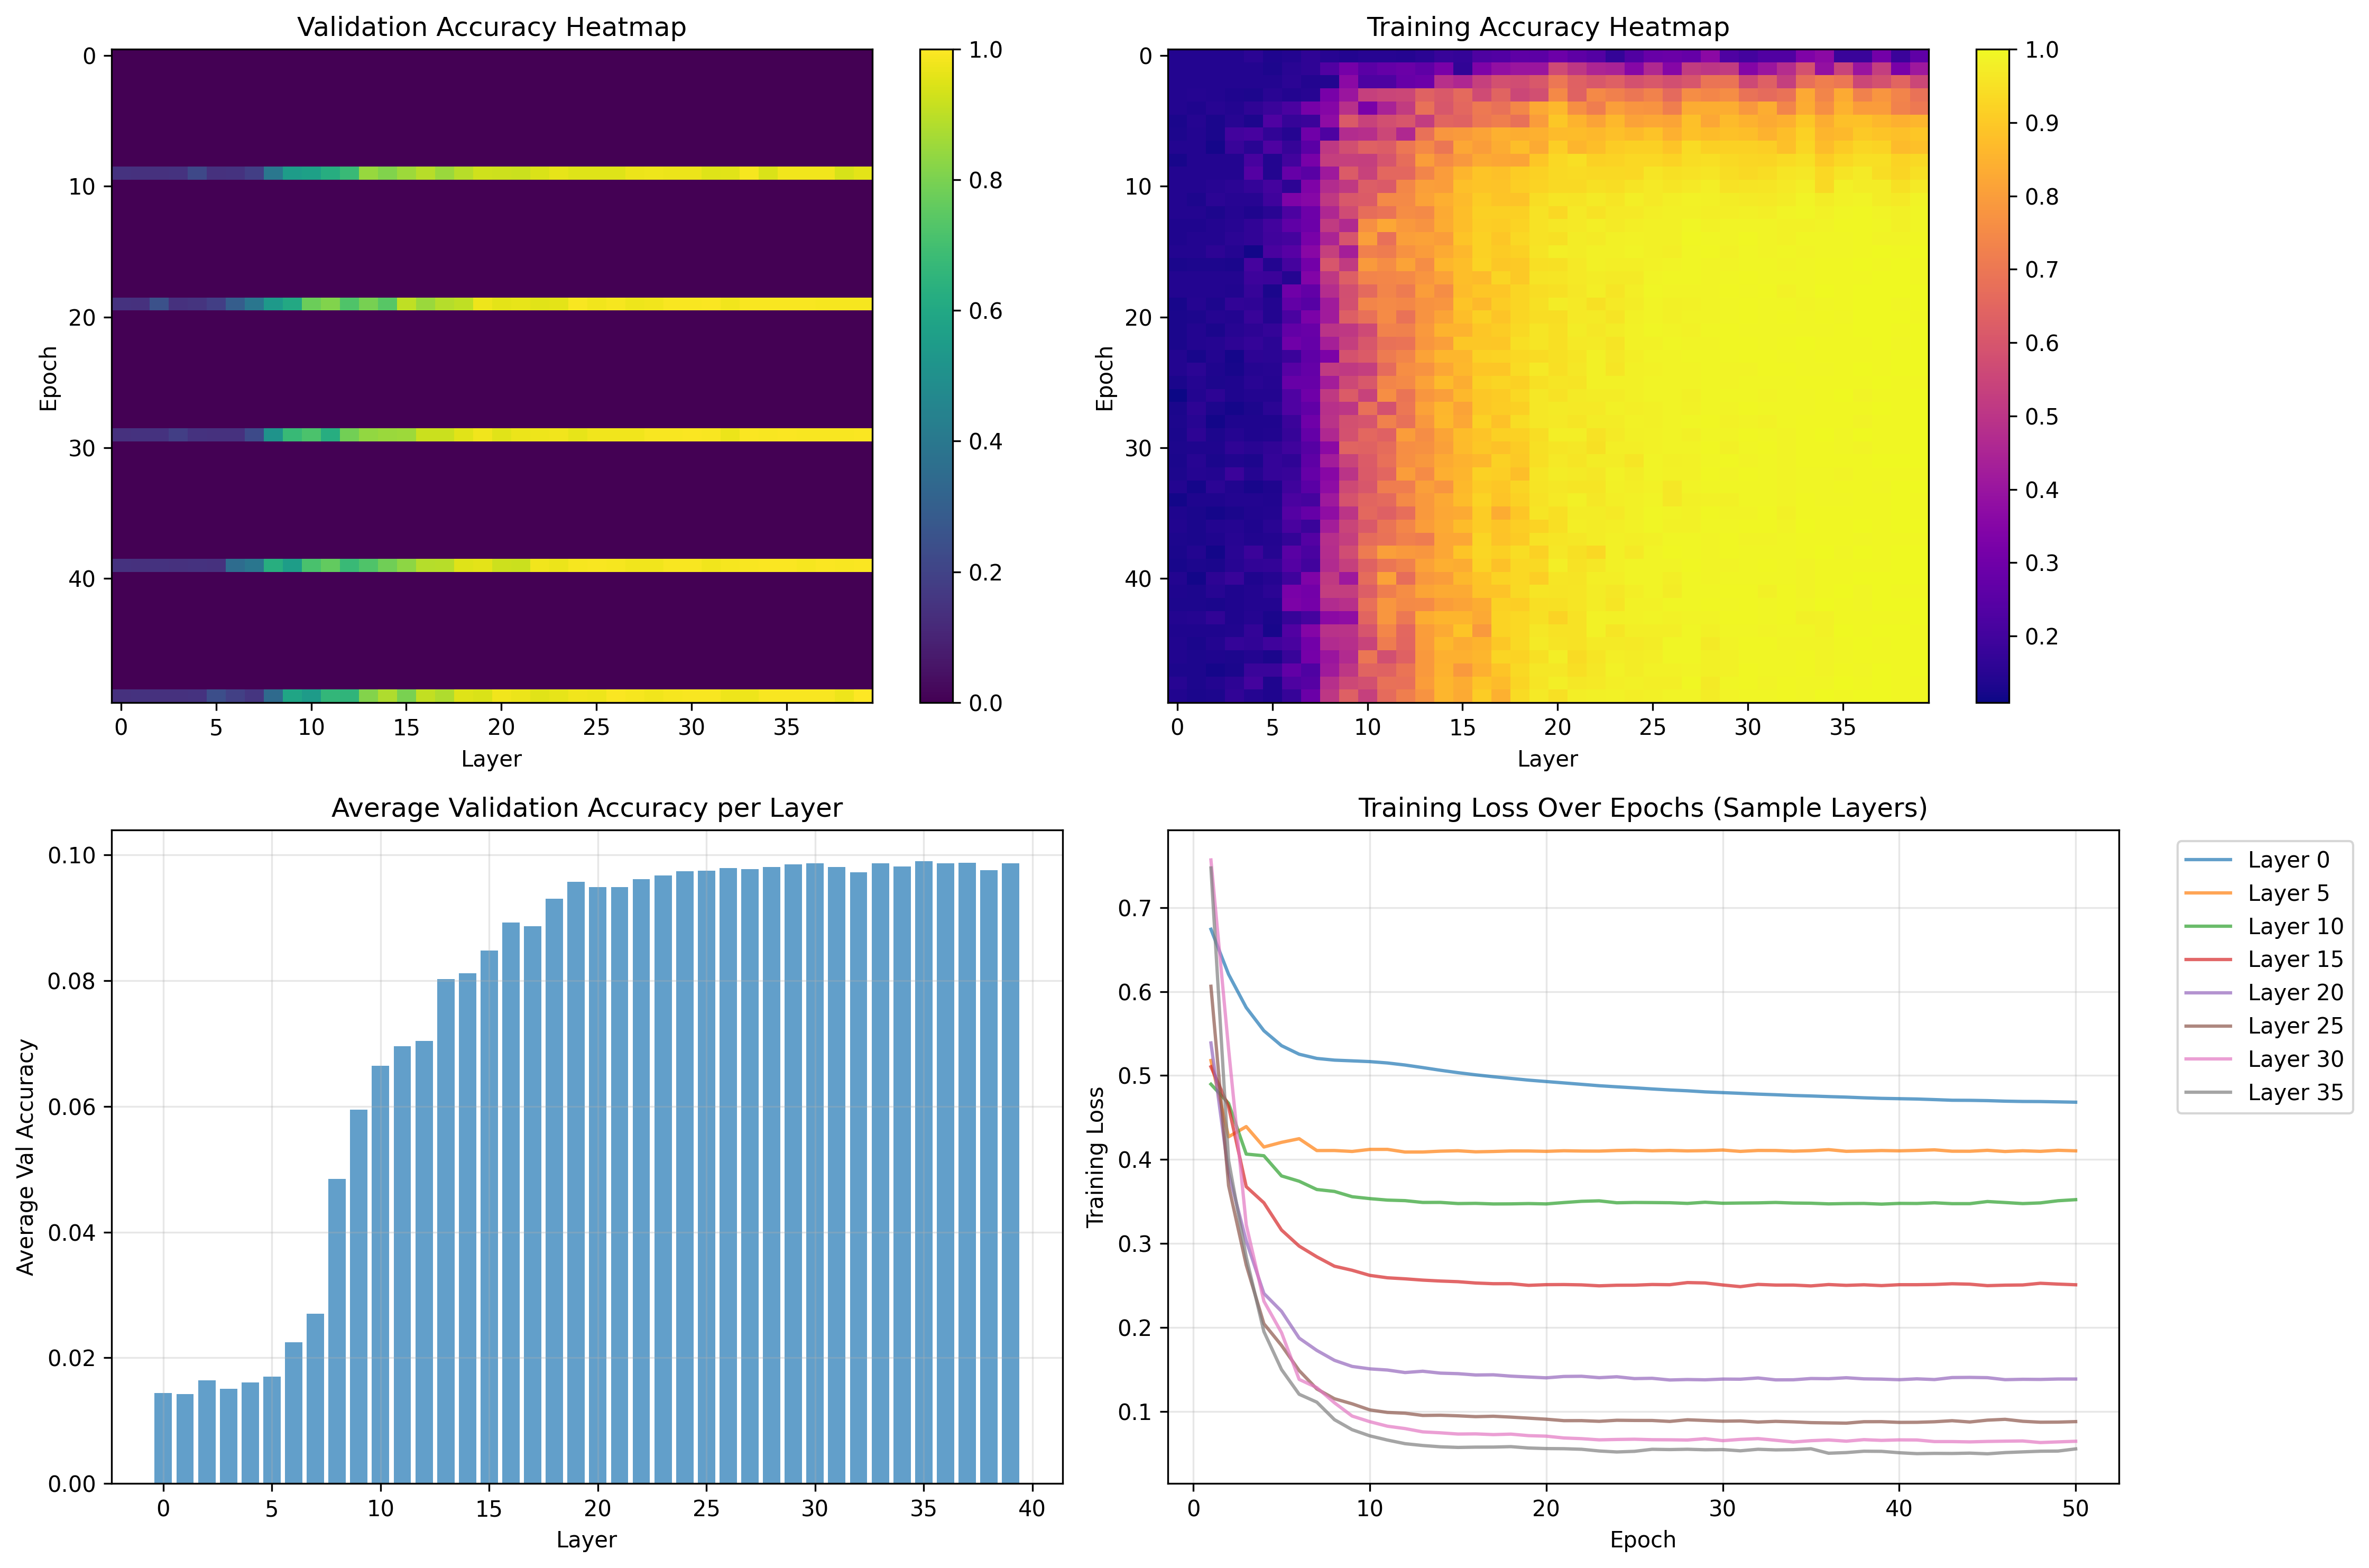 Validation Accuracy Heatmap
0
10
20
30
40
Epoch
0 5 10 15 20 25 30 35
Layer
1.0
0.8
0.6
0.4
0.2
0.0
Training Accuracy Heatmap
0
10
20
30
40
Epoch
0 5 10 15 20 25 30 35
Layer
1.0
0.9
0.8
0.7
0.6
0.5
0.4
0.3
0.2
Average Validation Accuracy per Layer
0.10
0.08
0.06
0.04
0.02
0.00
Average Val Accuracy
0 5 10 15 20 25 30 35 40
Layer
Training Loss Over Epochs (Sample Layers)
0.7
0.6
0.5
0.4
0.3
0.2
0.1
Training Loss
0 10 20 30 40 50
Epoch
Layer 0
Layer 5
Layer 10
Layer 15
Layer 20
Layer 25
Layer 30
Layer 35